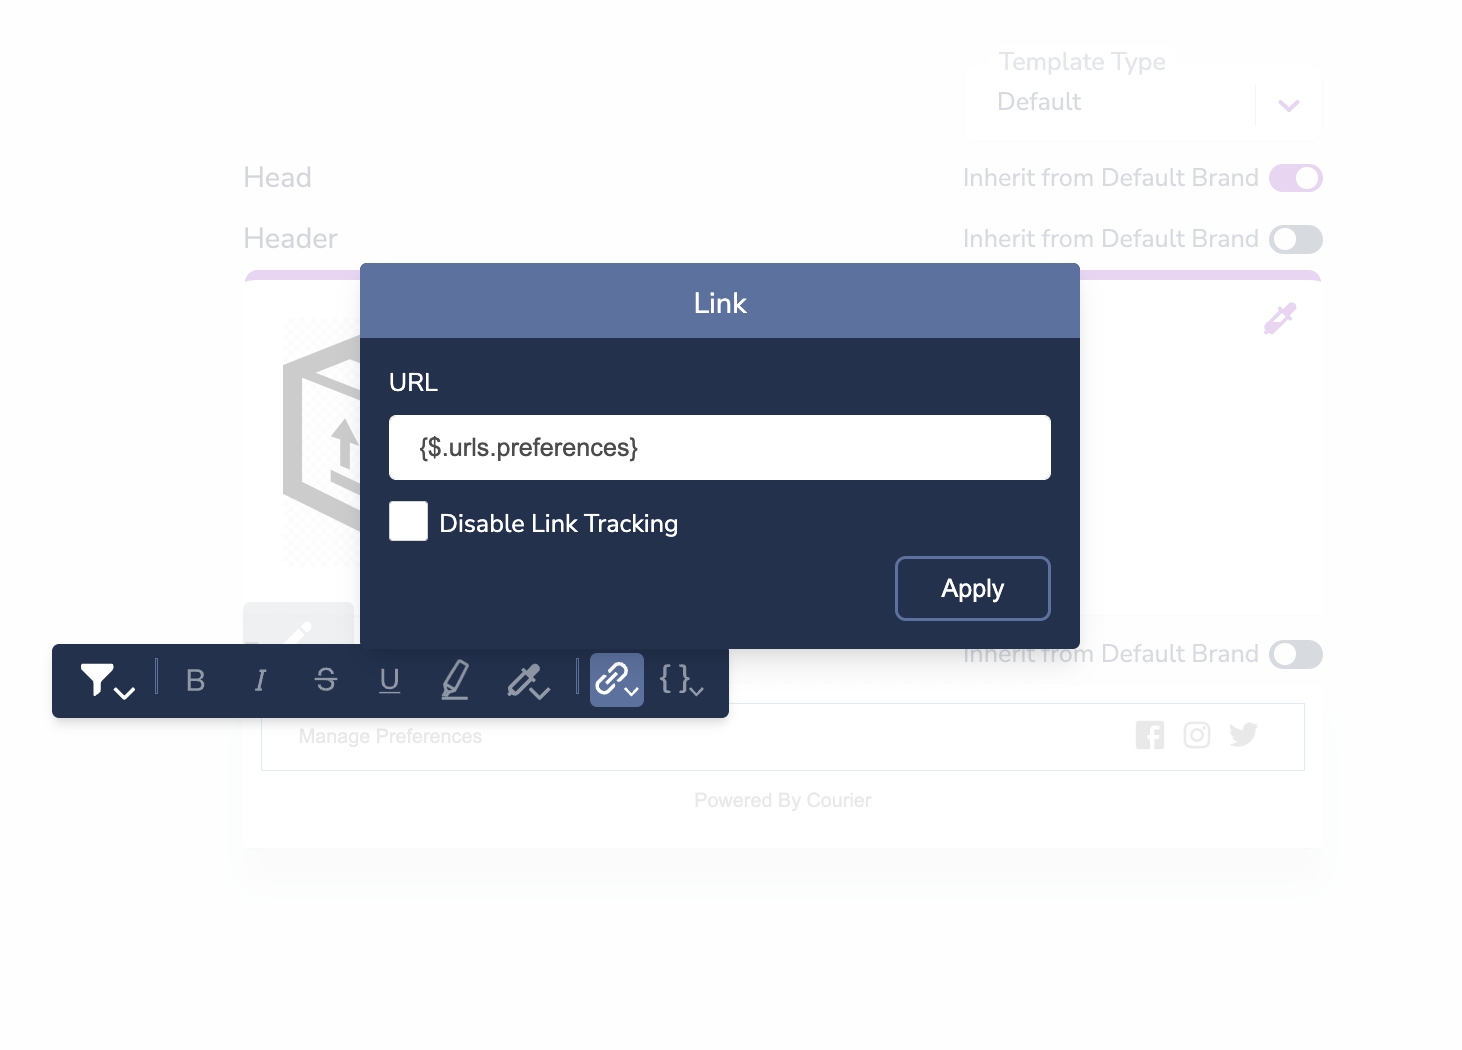 Template Type
Default
Head
Inherit from Default Brand
Header
Inherit from Default Brand
Link
URL
{$.urls.preferences}
Disable Link Tracking
Apply
Inherit from Default Brand
B I S U { }
Manage Preferences
Powered By Courier